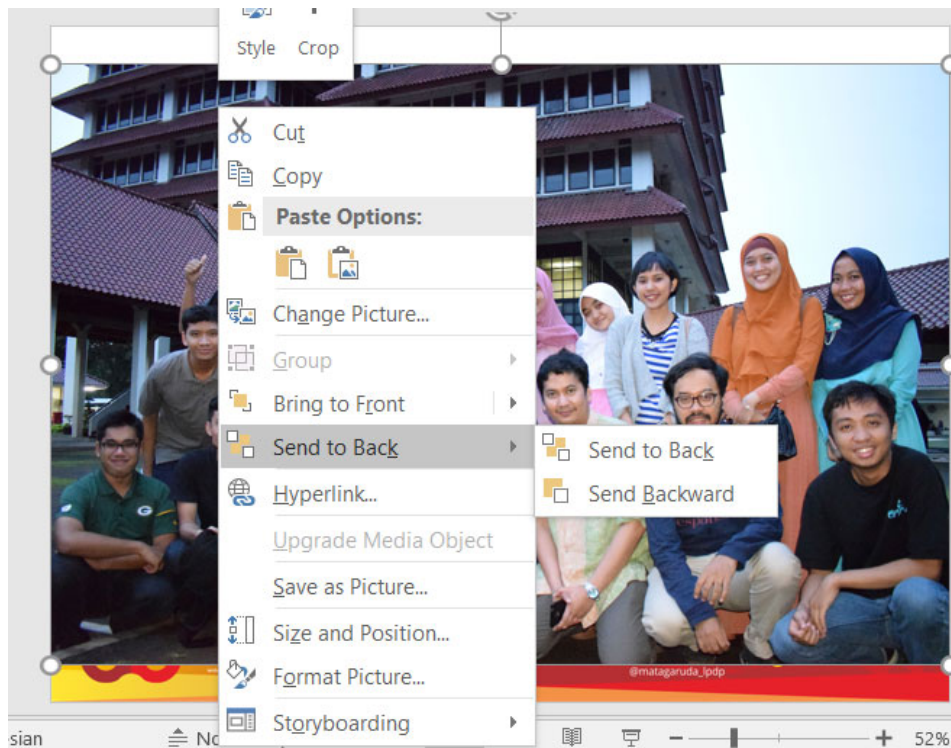 Style Crop
Cut
Copy
Paste Options:
Change Picture...
Group
Bring to Front
Send to Back
Send to Back
Send Backward
Hyperlink...
Upgrade Media Object
Save as Picture...
Size and Position...
Format Picture...
Storyboarding
@matagaruda_lpdp
sian
No
52%